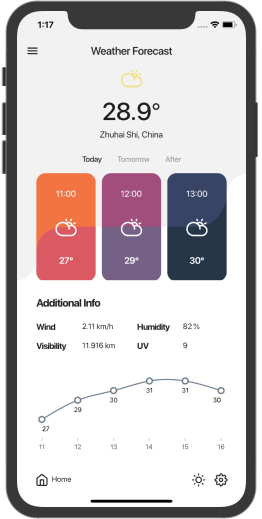 1:17
Weather Forecast
28.9°
Zhuhai Shi, China
Today Tomorrow After
11:00 12:00 13:00
27° 29° 30°
Additional Info
Wind 2.11 km/h Humidity 82 %
Visibility 11.916 km UV 9
27 29 30 31 31 30
11 12 13 14 15 16
Home